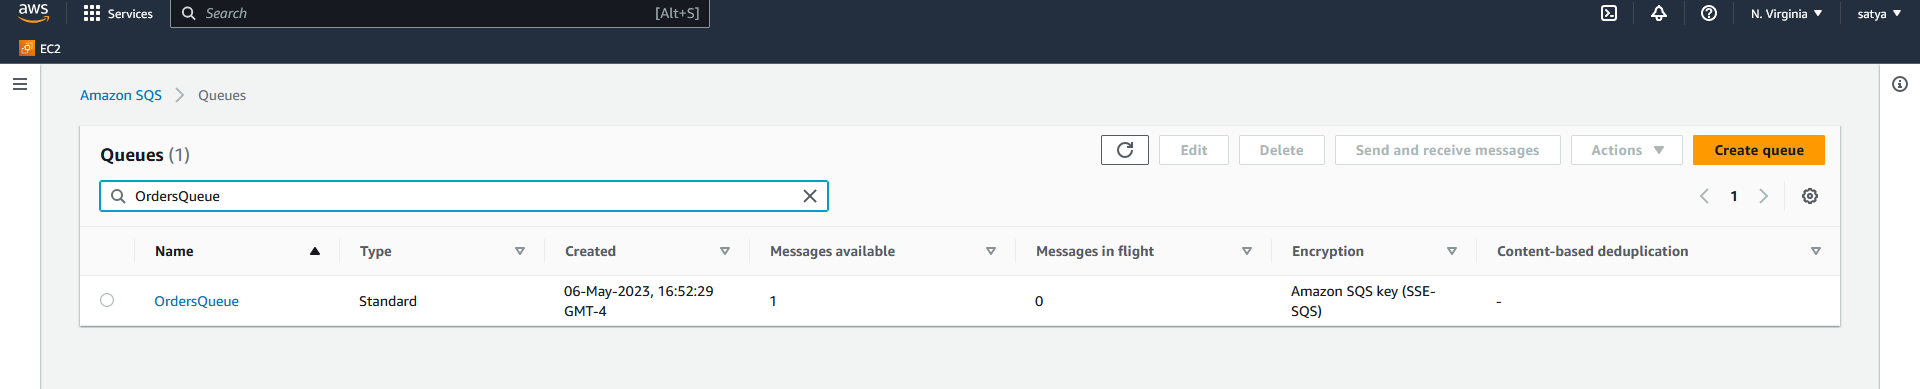 aws Services Search [Alt+S] N. Virginia satya
EC2
Amazon SQS Queues
Queues (1) Edit Delete Send and receive messages Actions Create queue
OrdersQueue 1
Name Type Created Messages available Messages in flight Encryption Content-based deduplication
OrdersQueue Standard 06-May-2023, 16:52:29 1 0 Amazon SQS key (SSE- -
GMT-4 SQS)